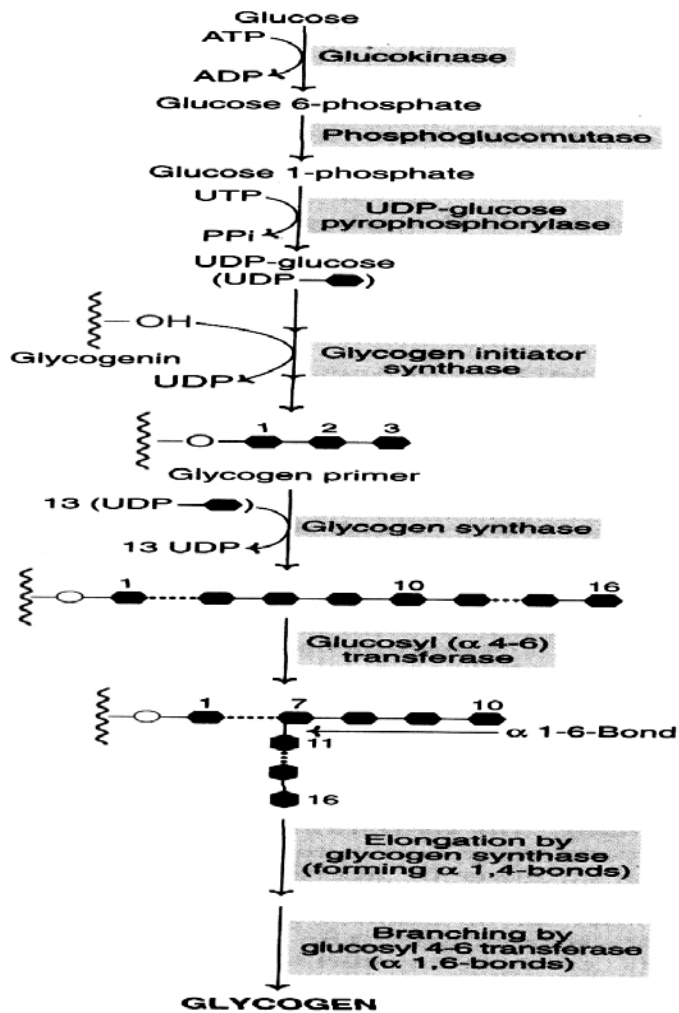 Glucose
ATP
Glucokinase
ADP
Glucose 6-phosphate
Phosphoglucomutase
Glucose 1-phosphate
UTP
UDP-glucose
pyrophosphorylase
PPi
UDP-glucose
(UDP )
OH
Glycogenin
Glycogen initiator
synthase
UDP
1 2 3
Glycogen primer
13 (UDP )
Glycogen synthase
13 UDP
1 10 16
Glucosyl (α 4-6)
transferase
1 7 10
α 1-6-Bond
11
16
Elongation by
glycogen synthase
(forming α 1,4-bonds)
Branching by
glucosyl 4-6 transferase
(α 1,6-bonds)
GLYCOGEN